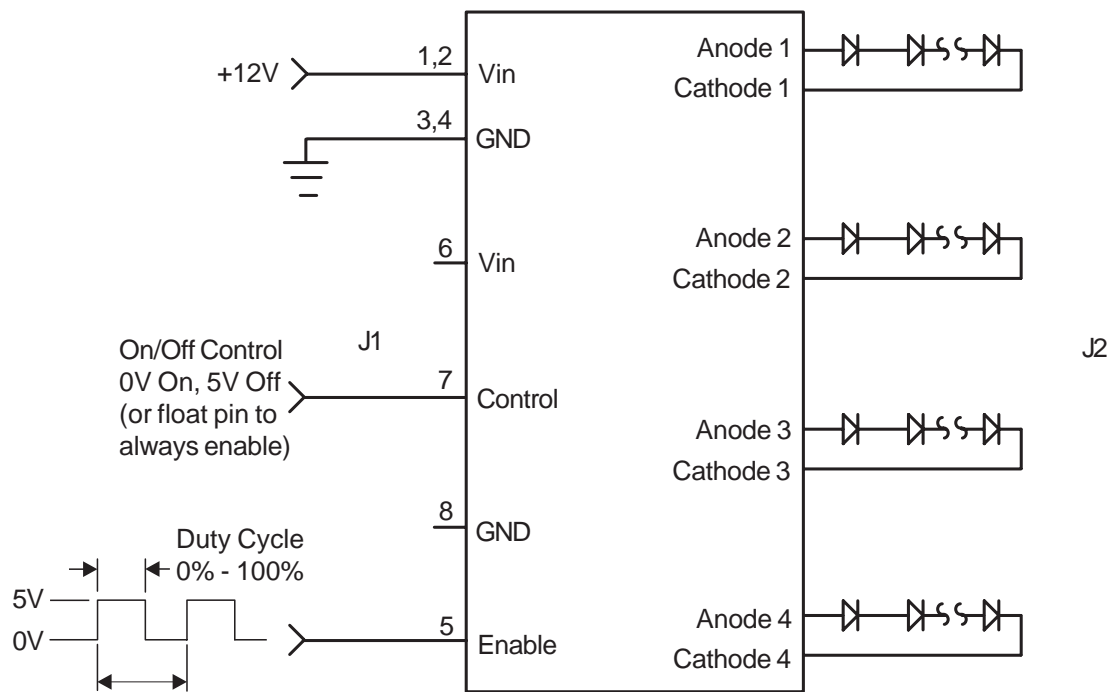 +12V
1,2
Vin
3,4
GND
6
Vin
J1
On/Off Control
0V On, 5V Off
(or float pin to
always enable)
7
Control
8
GND
Duty Cycle
0% - 100%
5V
0V
5
Enable
Anode 1
Cathode 1
Anode 2
Cathode 2
J2
Anode 3
Cathode 3
Anode 4
Cathode 4